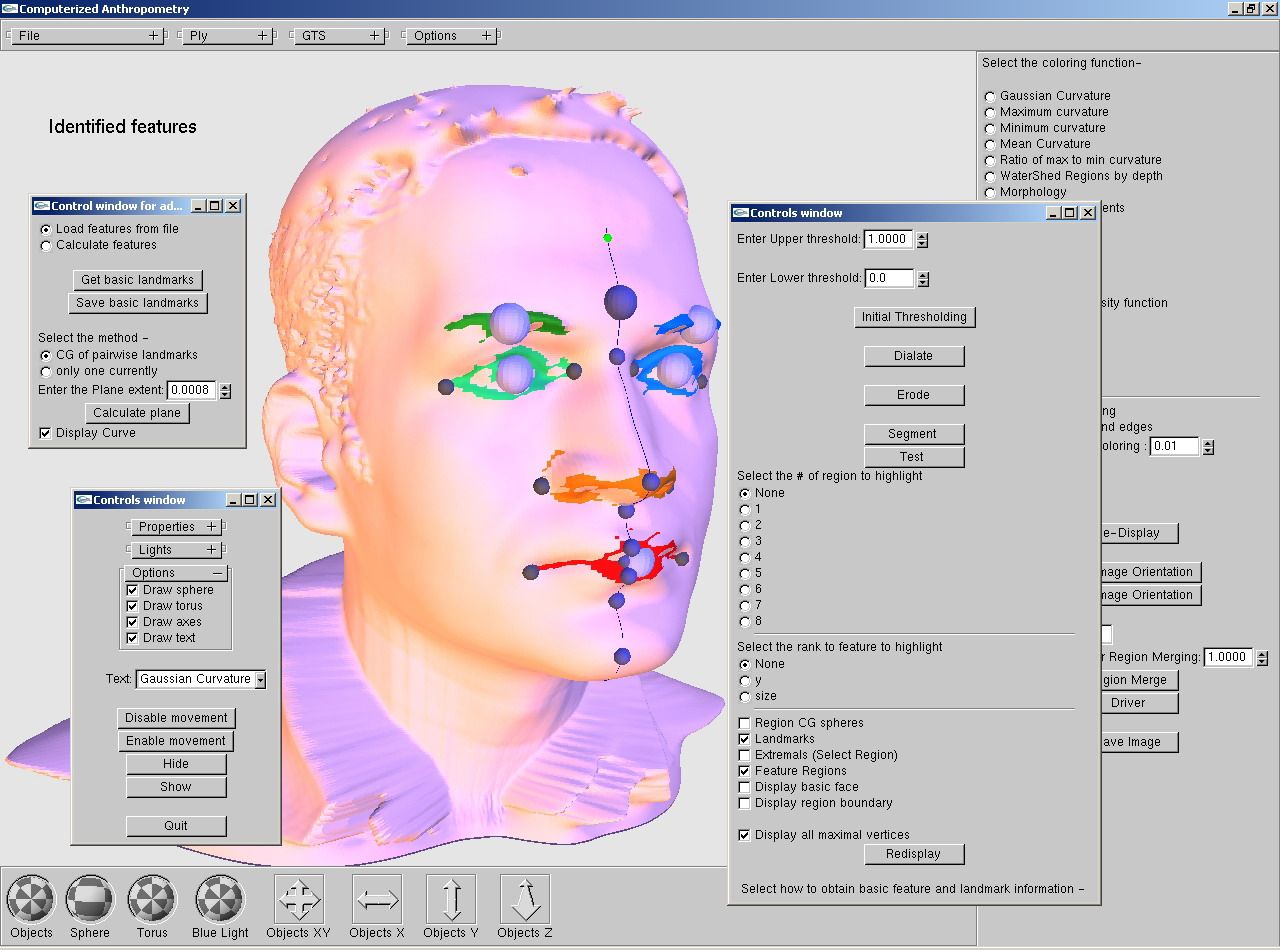 Computerized Anthropometry
File
Ply
GTS
Options
Identified features
Control window for ad...
Load features from file
Calculate features
Get basic landmarks
Save basic landmarks
Select the method -
CG of pairwise landmarks
only one currently
Enter the Plane extent: 0.0008
Calculate plane
Display Curve
Controls window
Properties
Lights
Options
Draw sphere
Draw torus
Draw axes
Draw text
Text: Gaussian Curvature
Disable movement
Enable movement
Hide
Show
Quit
Controls window
Enter Upper threshold: 1.0000
Enter Lower threshold: 0.0
Initial Thresholding
Dialate
Erode
Segment
Test
Select the # of region to highlight
None
1
2
3
4
5
6
7
8
Select the rank to feature to highlight
None
y
size
Region CG spheres
Landmarks
Extremals (Select Region)
Feature Regions
Display basic face
Display region boundary
Display all maximal vertices
Redisplay
Select how to obtain basic feature and landmark information -
Select the coloring function-
Gaussian Curvature
Maximum curvature
Minimum curvature
Mean Curvature
Ratio of max to min curvature
WaterShed Regions by depth
Morphology
ents
sity function
ng
nd edges
oloring : 0.01
e-Display
mage Orientation
mage Orientation
r Region Merging: 1.0000
gion Merge
Driver
ave Image
Objects
Sphere
Torus
Blue Light
Objects XY
Objects X
Objects Y
Objects Z